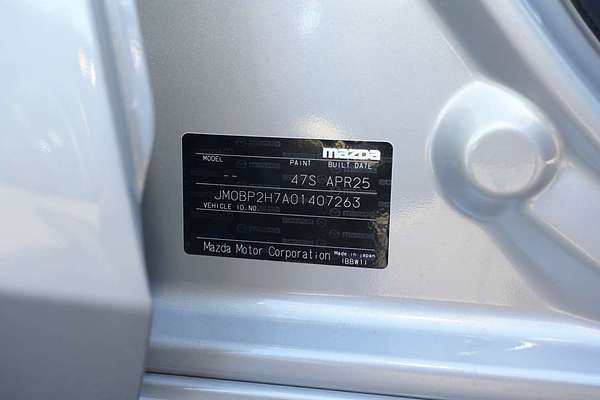 mazda
MODEL PAINT BUILT DATE
-- 47S APR25
JM0BP2H7A01407263
VEHICLE ID.NO.
Mazda Motor Corporation Made in Japan
(BBW1)